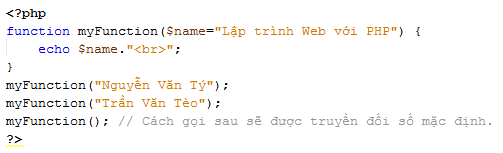 <?php
function myFunction($name="Lập trình Web với PHP") {
    echo $name."<br>";
}
myFunction("Nguyễn Văn Tý");
myFunction("Trần Văn Tèo");
myFunction(); // Cách gọi sau sẽ được truyền đối số mặc định.
?>